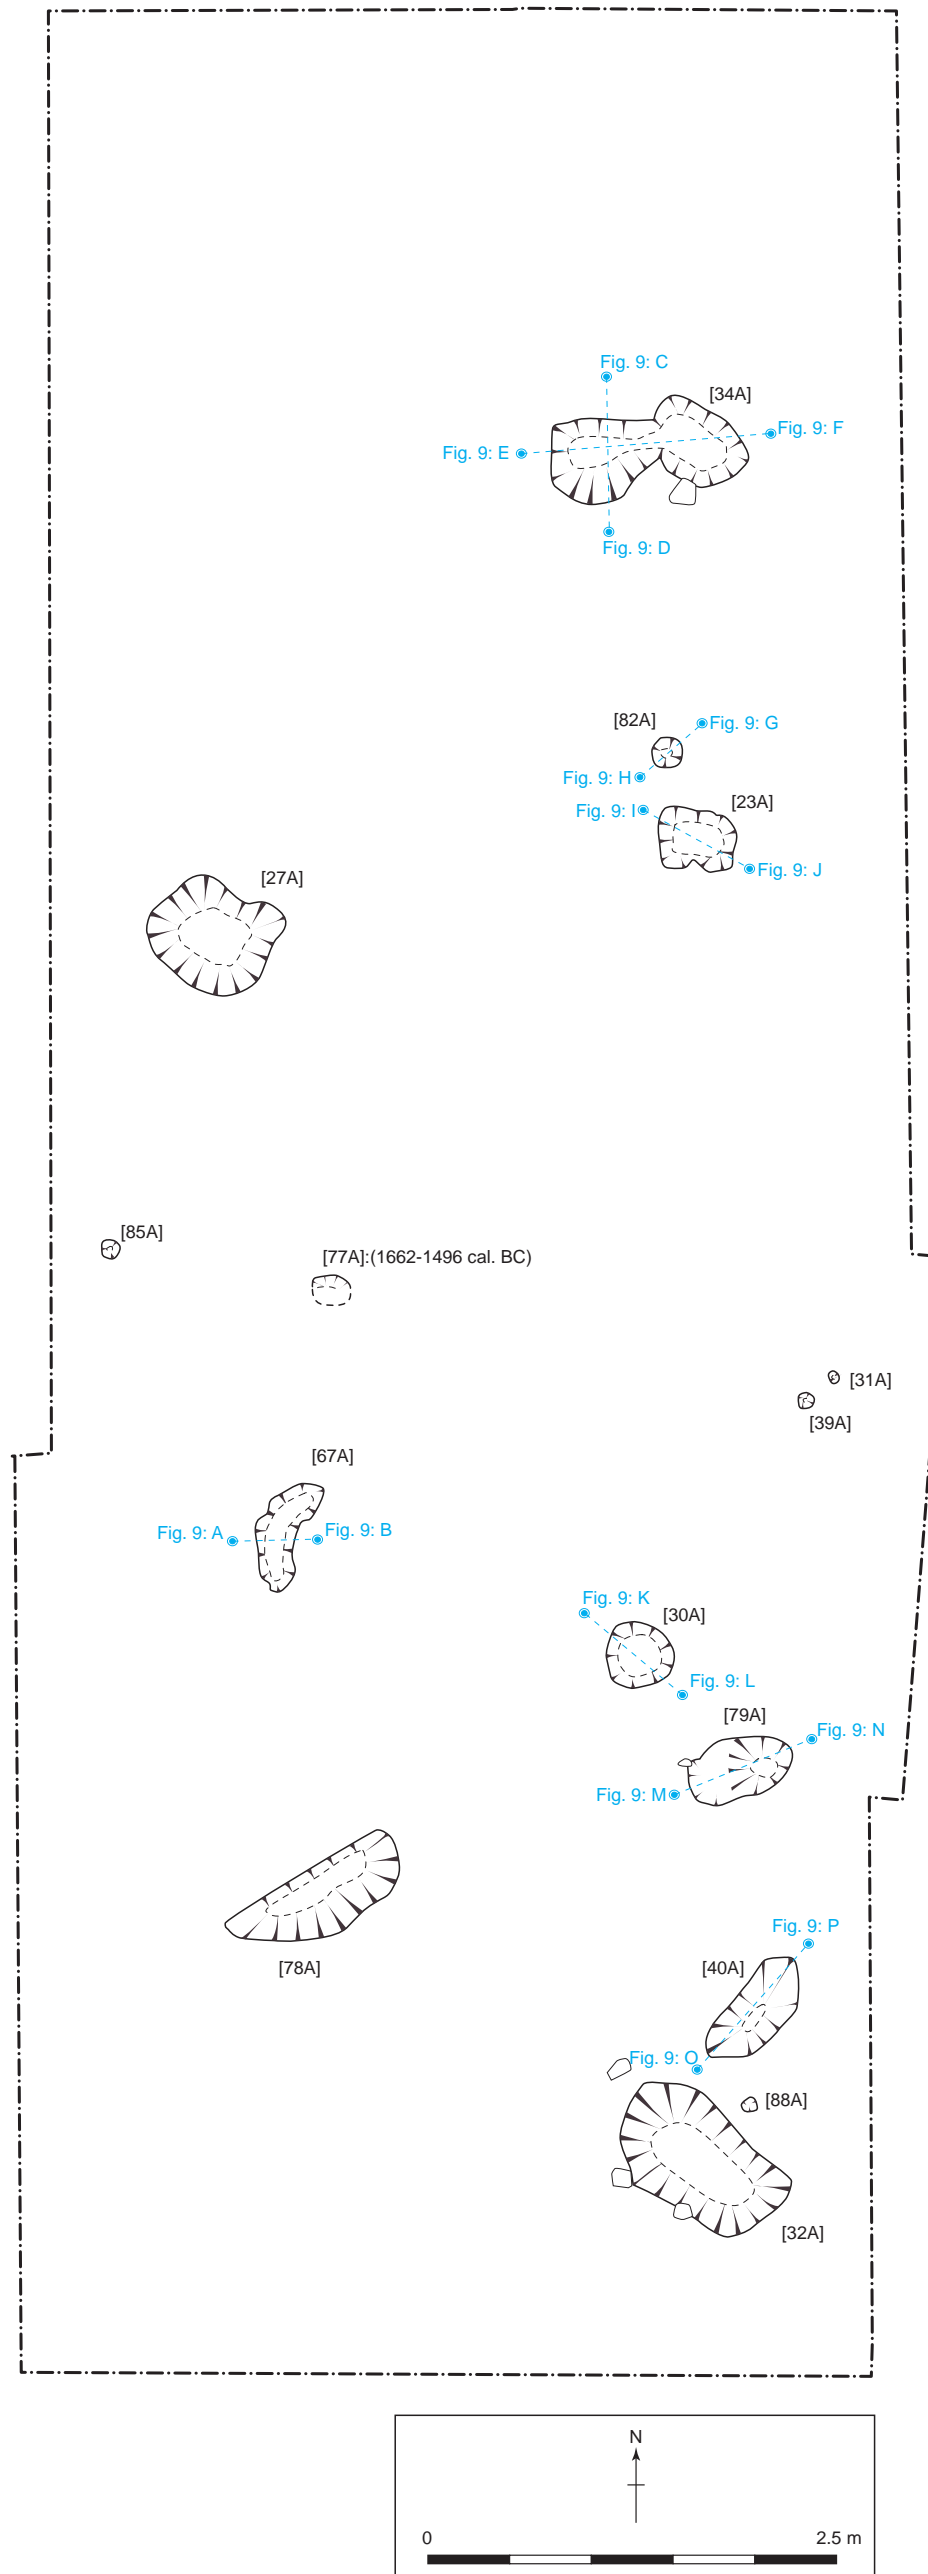 Fig. 9: C
[34A]
Fig. 9: F
Fig. 9: E
Fig. 9: D
[82A]
Fig. 9: G
Fig. 9: H
[23A]
Fig. 9: I
Fig. 9: J
[27A]
[85A]
[77A]:(1662-1496 cal. BC)
[31A]
[39A]
[67A]
Fig. 9: A
Fig. 9: B
Fig. 9: K
[30A]
Fig. 9: L
[79A]
Fig. 9: N
Fig. 9: M
Fig. 9: P
[78A]
[40A]
Fig. 9: O
[88A]
[32A]
N
0
2.5 m